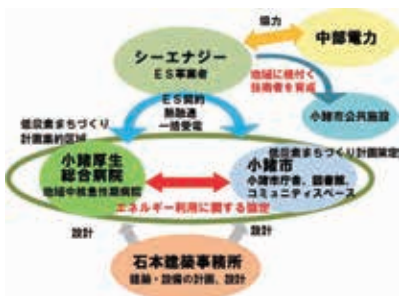 協力
中部電力
シーエナジー
ES事業者
地域に根付く
技術者を育成
小諸市公共施設
ES契約
熱融通
一括受電
低炭素まちづくり
計画集約区域
小諸厚生
総合病院
地域中核急性期病院
低炭素まちづくり計画策定
小諸市
小諸市庁舎、図書館、
コミュニティスペース
エネルギー利用に関する協定
設計
設計
石本建築事務所
建築・設備の計画、設計